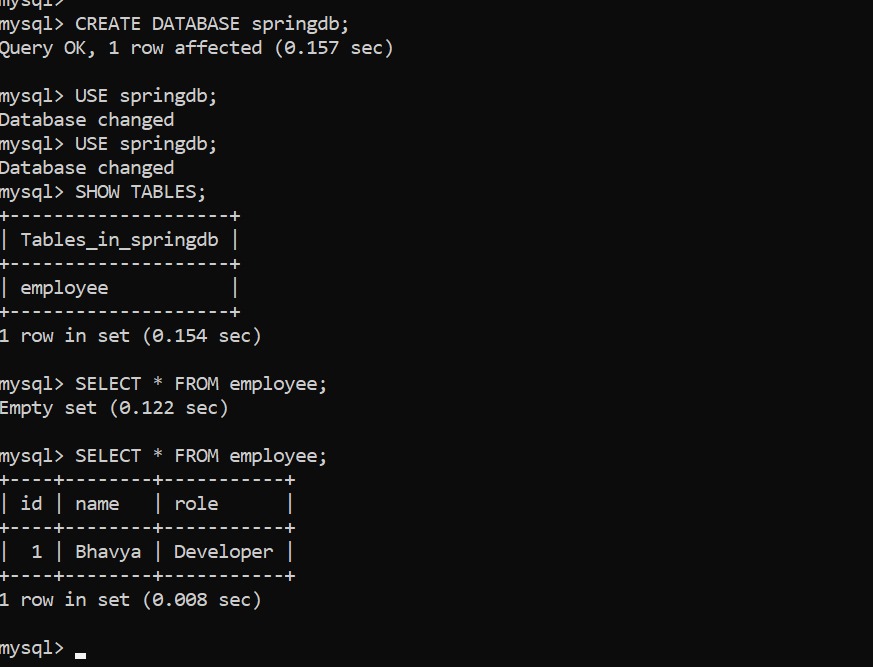 mysql>
mysql> CREATE DATABASE springdb;
Query OK, 1 row affected (0.157 sec)

mysql> USE springdb;
Database changed
mysql> USE springdb;
Database changed
mysql> SHOW TABLES;
+--------------------+
| Tables_in_springdb |
+--------------------+
| employee           |
+--------------------+
1 row in set (0.154 sec)

mysql> SELECT * FROM employee;
Empty set (0.122 sec)

mysql> SELECT * FROM employee;
+----+--------+-----------+
| id | name   | role      |
+----+--------+-----------+
|  1 | Bhavya | Developer |
+----+--------+-----------+
1 row in set (0.008 sec)

mysql>